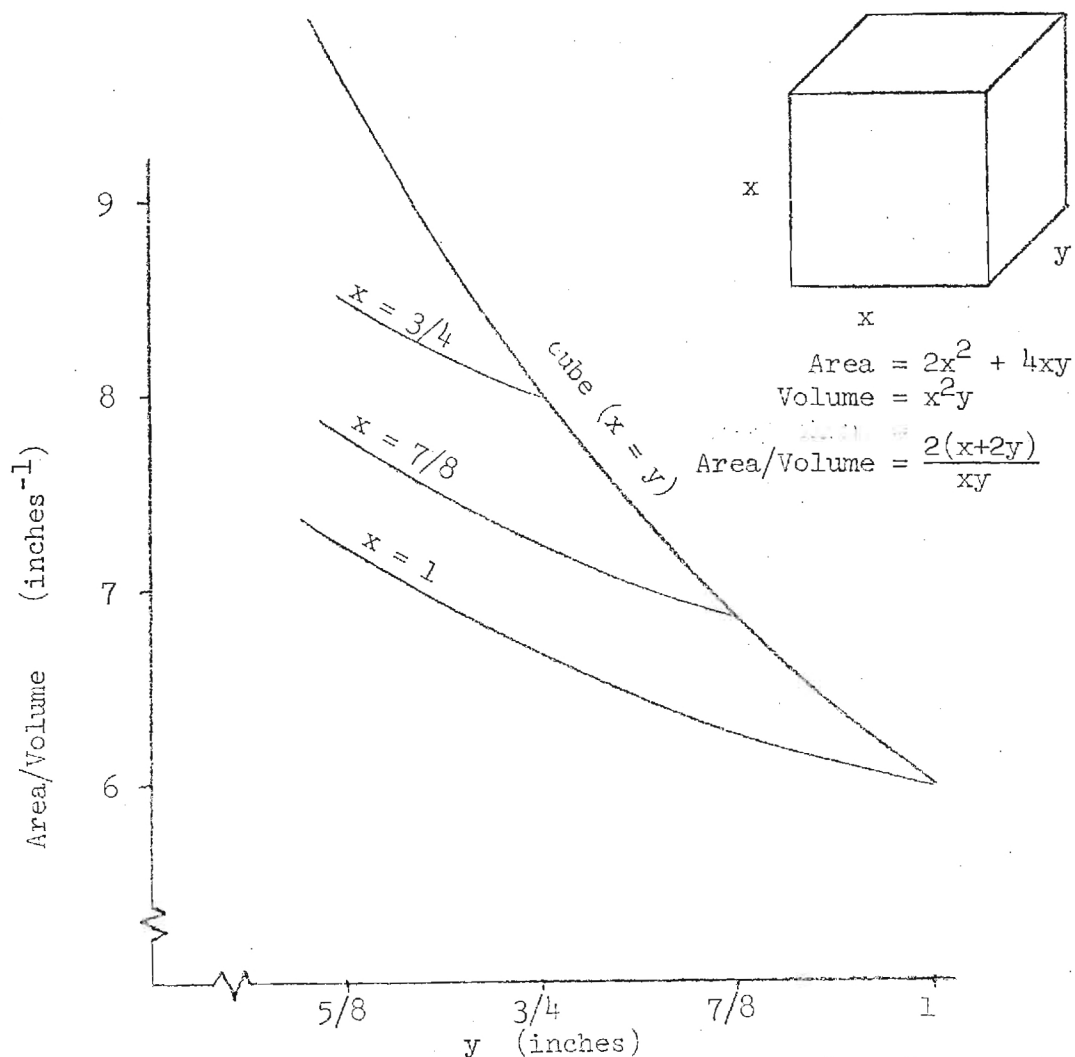 9
8
7
6
Area/Volume (inches⁻¹)
x = 3/4
x = 7/8
x = 1
cube (x = y)
x
x
y
Area = 2x² + 4xy
Volume = x²y
Area/Volume = 2(x+2y)/xy
5/8 3/4 7/8 1
y (inches)